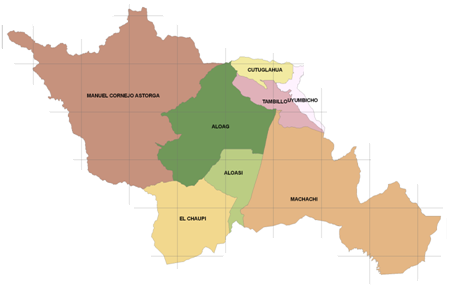 CUTUGLAHUA
MANUEL CORNEJO ASTORGA
TAMBILLO
UYUMBICHO
ALOAG
ALOASI
MACHACHI
EL CHAUPI